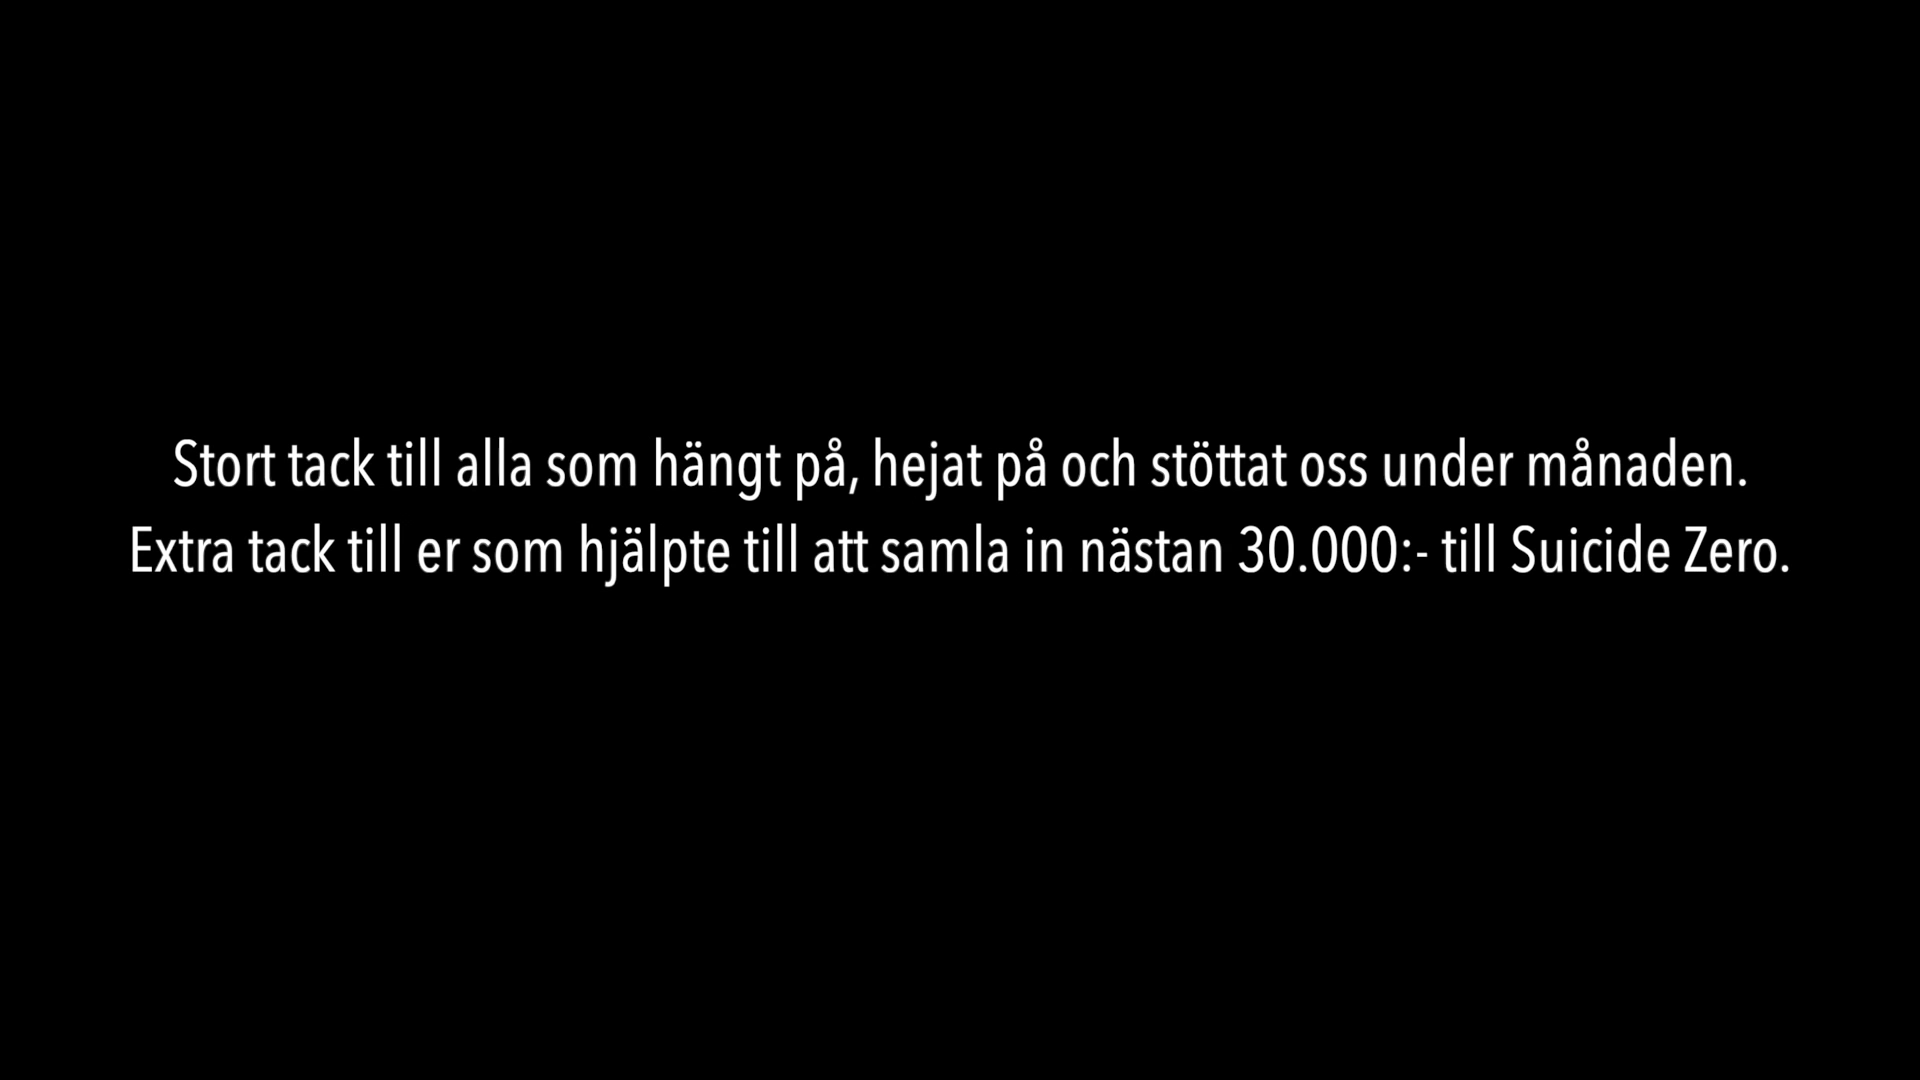 Stort tack till alla som hängt på, hejat på och stöttat oss under månaden.
Extra tack till er som hjälpte till att samla in nästan 30.000:- till Suicide Zero.